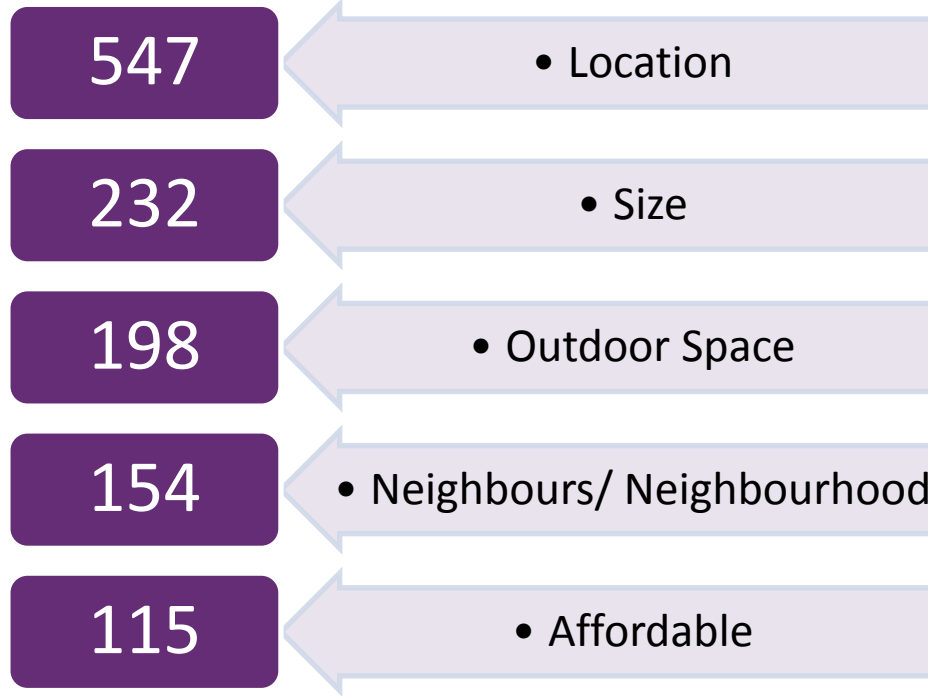 547
• Location
232
• Size
198
• Outdoor Space
154
• Neighbours/ Neighbourhood
115
• Affordable